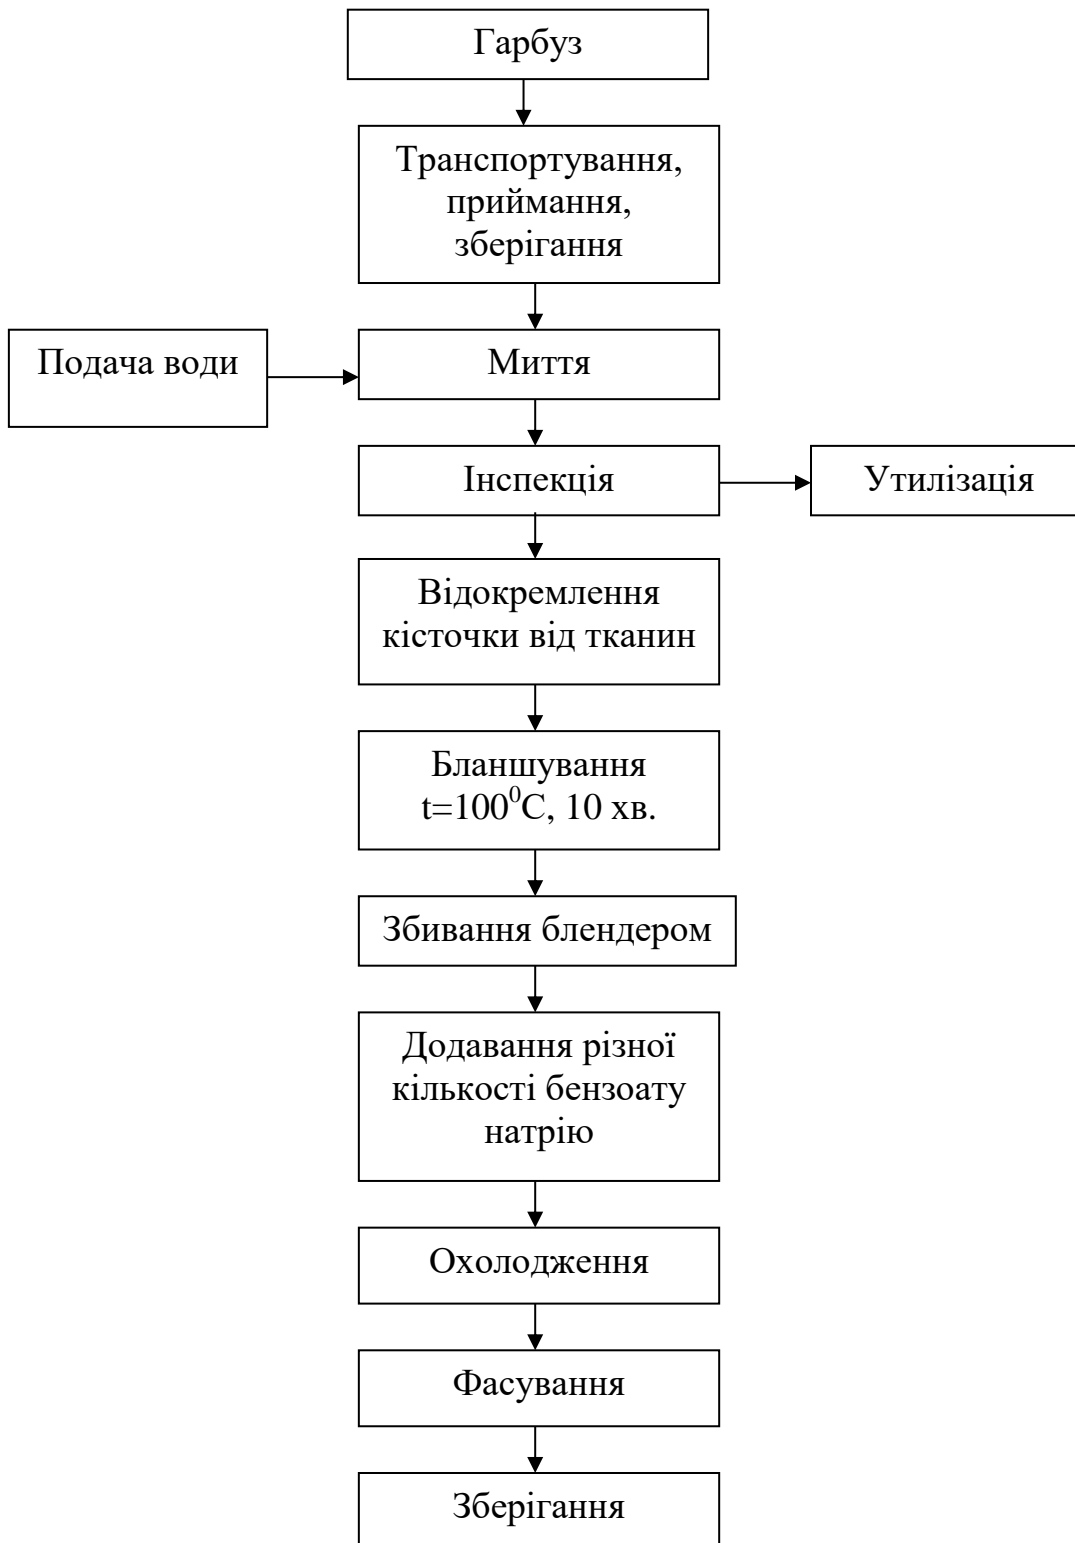 Гарбуз
Транспортування,
приймання,
зберігання
Подача води
Миття
Інспекція
Утилізація
Відокремлення
кісточки від тканин
Бланшування
t=100⁰C, 10 хв.
Збивання блендером
Додавання різної
кількості бензоату
натрію
Охолодження
Фасування
Зберігання